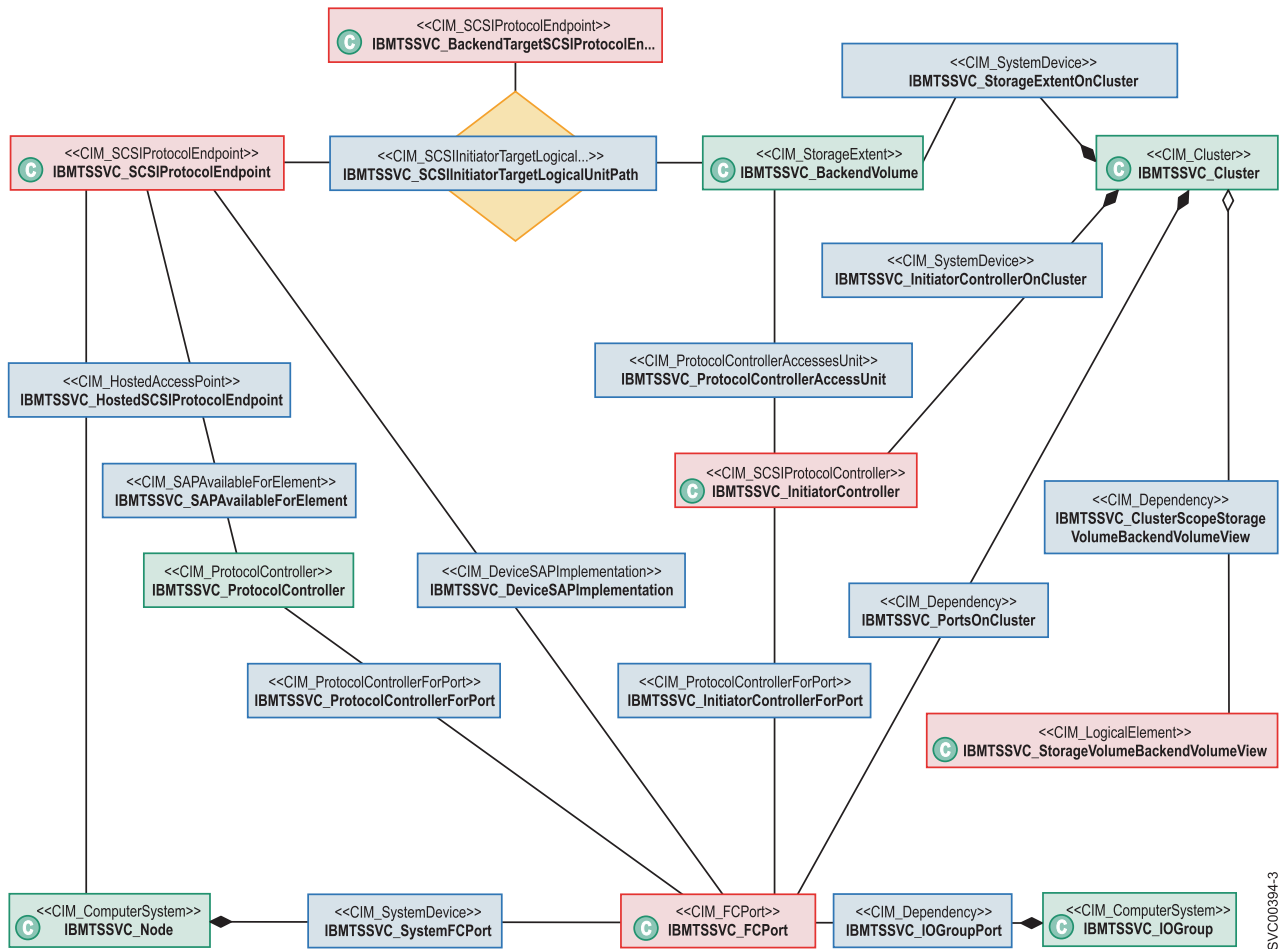 <<CIM_SCSIProtocolEndpoint>>
C
IBMTSSVC_BackendTargetSCSIProtocolEn...
<<CIM_SystemDevice>>
IBMTSSVC_StorageExtentOnCluster
<<CIM_SCSIProtocolEndpoint>>
C
IBMTSSVC_SCSIProtocolEndpoint
<<CIM_SCSIInitiatorTargetLogical...>>
IBMTSSVC_SCSIInitiatorTargetLogicalUnitPath
<<CIM_StorageExtent>>
C
IBMTSSVC_BackendVolume
<<CIM_Cluster>>
C
IBMTSSVC_Cluster
<<CIM_SystemDevice>>
IBMTSSVC_InitiatorControllerOnCluster
<<CIM_ProtocolControllerAccessesUnit>>
IBMTSSVC_ProtocolControllerAccessUnit
<<CIM_HostedAccessPoint>>
IBMTSSVC_HostedSCSIProtocolEndpoint
<<CIM_SAPAvailableForElement>>
IBMTSSVC_SAPAvailableForElement
<<CIM_SCSIProtocolController>>
C
IBMTSSVC_InitiatorController
<<CIM_Dependency>>
IBMTSSVC_ClusterScopeStorage
VolumeBackendVolumeView
<<CIM_ProtocolController>>
IBMTSSVC_ProtocolController
<<CIM_DeviceSAPImplementation>>
IBMTSSVC_DeviceSAPImplementation
<<CIM_Dependency>>
IBMTSSVC_PortsOnCluster
<<CIM_ProtocolControllerForPort>>
IBMTSSVC_ProtocolControllerForPort
<<CIM_ProtocolControllerForPort>>
IBMTSSVC_InitiatorControllerForPort
<<CIM_LogicalElement>>
C
IBMTSSVC_StorageVolumeBackendVolumeView
<<CIM_ComputerSystem>>
C
IBMTSSVC_Node
<<CIM_SystemDevice>>
IBMTSSVC_SystemFCPort
<<CIM_FCPort>>
C
IBMTSSVC_FCPort
<<CIM_Dependency>>
IBMTSSVC_IOGroupPort
<<CIM_ComputerSystem>>
C
IBMTSSVC_IOGroup
SVC00394-3